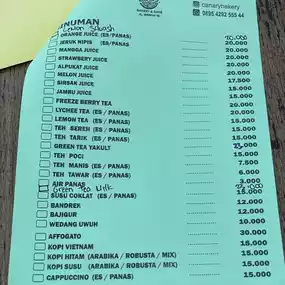 canarybakery
0895 4292 555 44
MINUMAN
Lemon Squash
ORANGE JUICE (ES / PANAS) 20.000
JERUK NIPIS (ES / PANAS) 20.000
MANGGA JUICE 20.000
STRAWBERY JUICE 20.000
ALPUKAT JUICE 20.000
MELON JUICE 20.000
SIRSAK JUICE 17.500
JAMBU JUICE 15.000
FREEZE BERRY TEA 20.000
LYCHEE TEA (ES / PANAS) 20.000
LEMON TEA (ES / PANAS) 15.000
TEH SEREH (ES / PANAS) 15.000
TEH TARIK (ES / PANAS) 15.000
GREEN TEA YAKULT
TEH POCI 15.000
TEH MANIS (ES / PANAS) 7.500
TEH TAWAR (ES / PANAS) 6.000
AIR PANAS 3.000
Green Tea Milk
SUSU COKLAT (ES / PANAS) 15.000
BANDREK 12.000
BAJIGUR 12.000
WEDANG UWUH 10.000
AFFOGATO 30.000
KOPI VIETNAM 15.000
KOPI HITAM (ARABIKA / ROBUSTA / MIX) 15.000
KOPI SUSU (ARABIKA / ROBUSTA / MIX) 15.000
CAPPUCCINO (ES / PANAS) 15.000